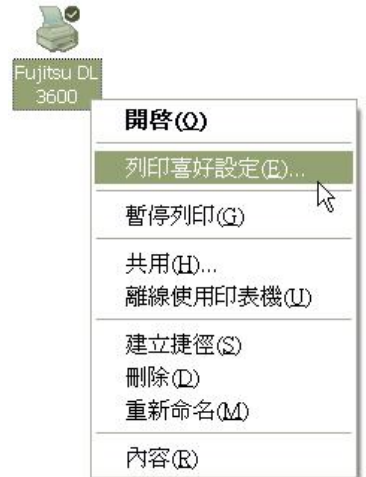 Fujitsu DL
3600
開啓(O)
列印喜好設定(E)...
暫停列印(G)
共用(H)...
離線使用印表機(U)
建立捷徑(S)
刪除(D)
重新命名(M)
內容(R)